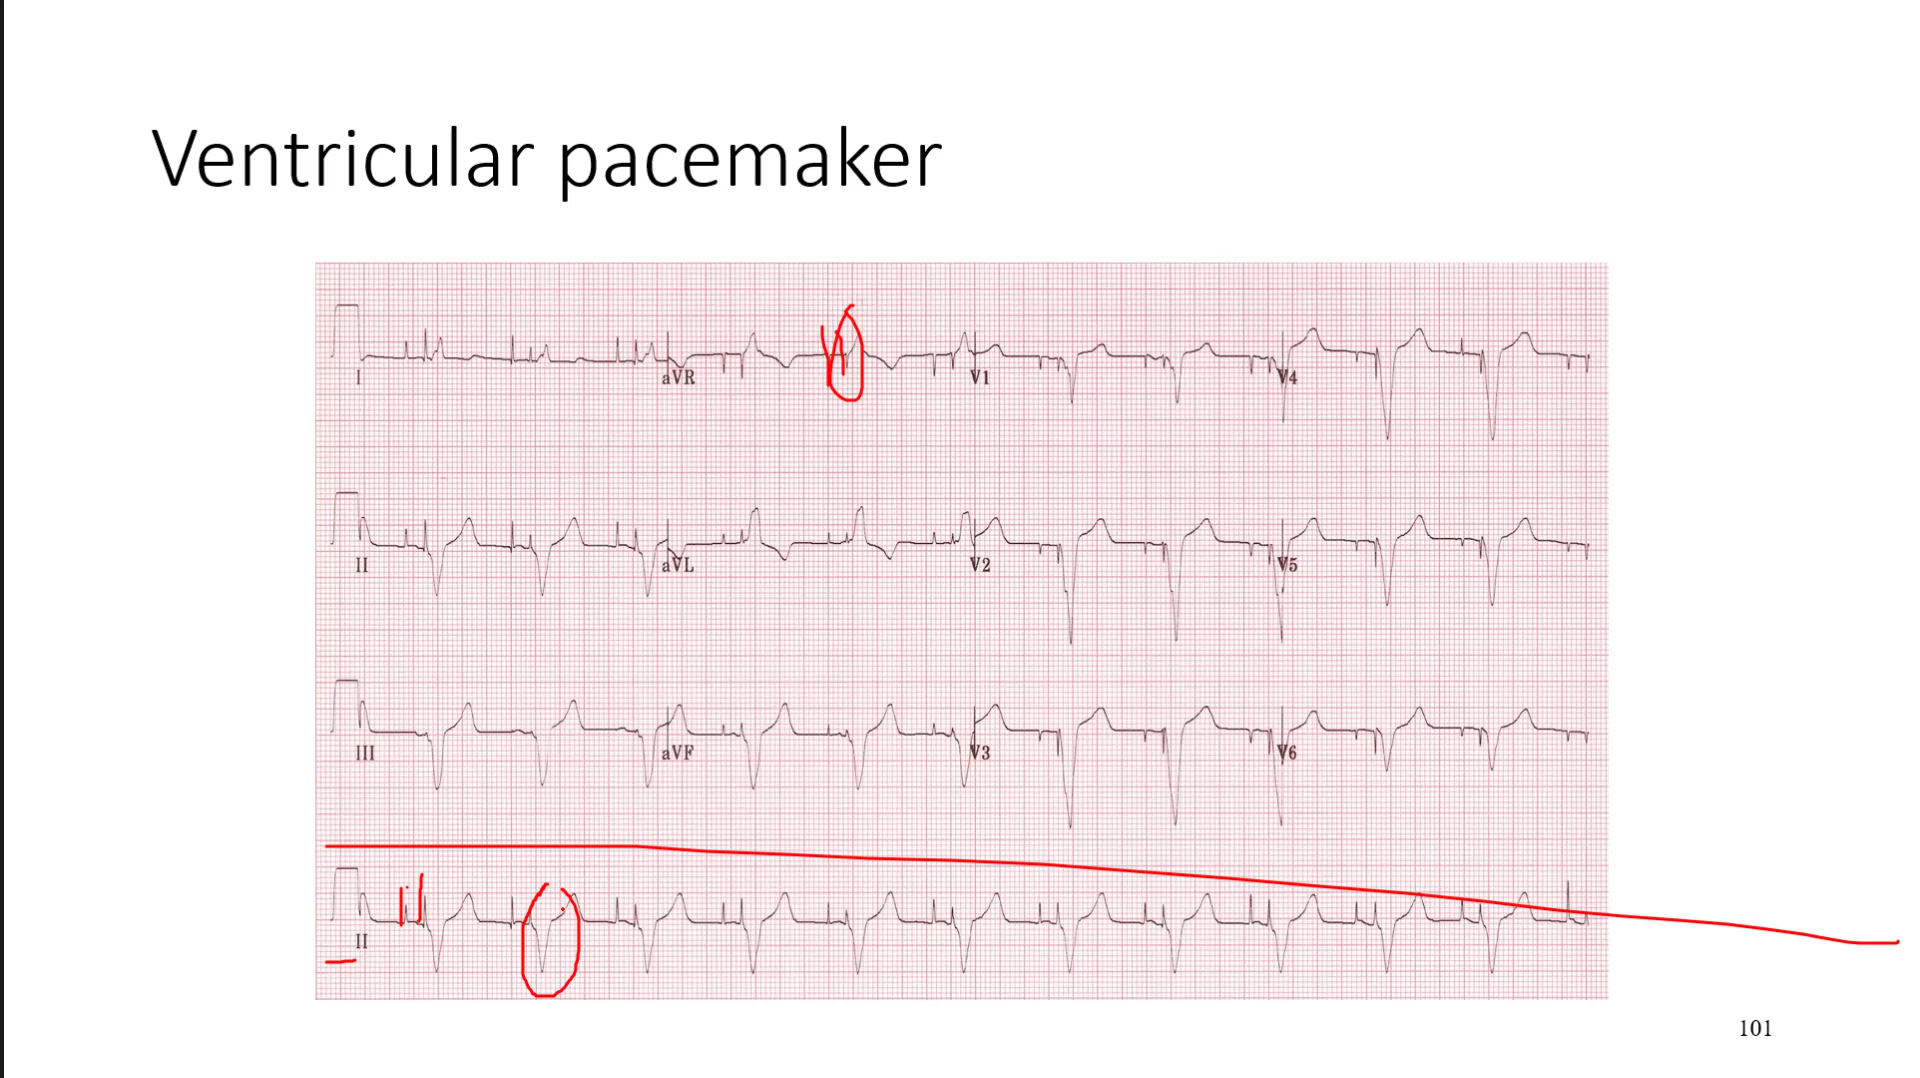 Ventricular pacemaker
I aVR V1 V4
II aVL V2 V5
III aVF V3 V6
II
101